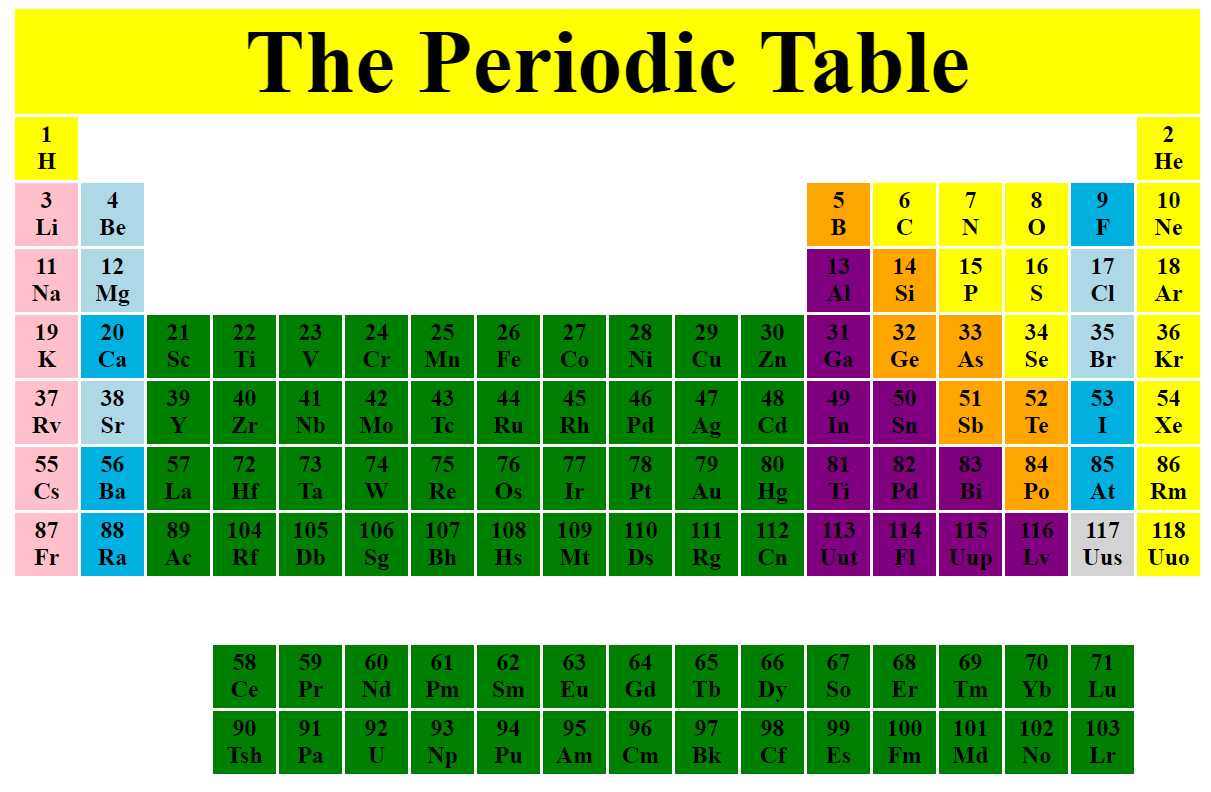 The Periodic Table
1 2
H He
3 4 5 6 7 8 9 10
Li Be B C N O F Ne
11 12 13 14 15 16 17 18
Na Mg Al Si P S Cl Ar
19 20 21 22 23 24 25 26 27 28 29 30 31 32 33 34 35 36
K Ca Sc Ti V Cr Mn Fe Co Ni Cu Zn Ga Ge As Se Br Kr
37 38 39 40 41 42 43 44 45 46 47 48 49 50 51 52 53 54
Rv Sr Y Zr Nb Mo Tc Ru Rh Pd Ag Cd In Sn Sb Te I Xe
55 56 57 72 73 74 75 76 77 78 79 80 81 82 83 84 85 86
Cs Ba La Hf Ta W Re Os Ir Pt Au Hg Ti Pd Bi Po At Rm
87 88 89 104 105 106 107 108 109 110 111 112 113 114 115 116 117 118
Fr Ra Ac Rf Db Sg Bh Hs Mt Ds Rg Cn Uut Fl Uup Lv Uus Uuo
58 59 60 61 62 63 64 65 66 67 68 69 70 71
Ce Pr Nd Pm Sm Eu Gd Tb Dy So Er Tm Yb Lu
90 91 92 93 94 95 96 97 98 99 100 101 102 103
Tsh Pa U Np Pu Am Cm Bk Cf Es Fm Md No Lr